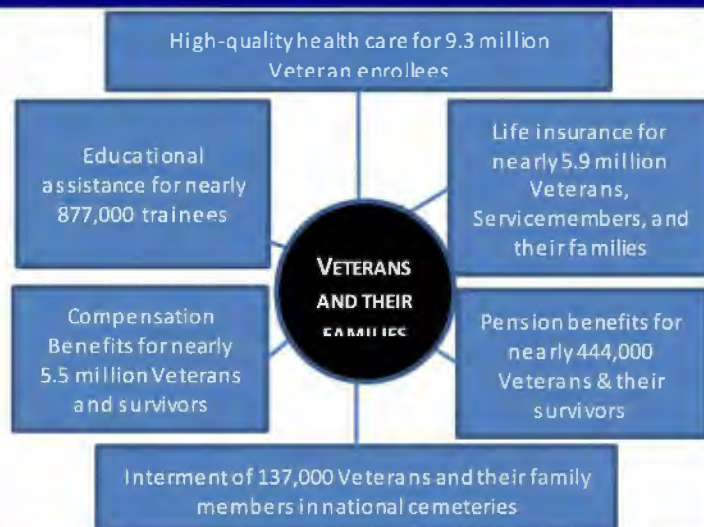 High-quality health care for 9.3 million
Veteran enrollees
Educational
assistance for nearly
877,000 trainees
Life insurance for
nearly 5.9 million
Veterans,
Servicemembers, and
their families
VETERANS
AND THEIR
FAMILIES
Compensation
Benefits for nearly
5.5 million Veterans
and survivors
Pension benefits for
nearly 444,000
Veterans & their
survivors
Interment of 137,000 Veterans and their family
members in national cemeteries